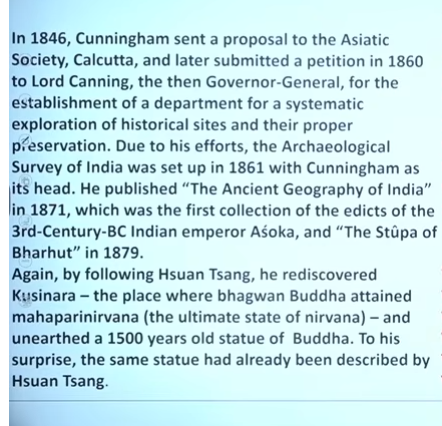 In 1846, Cunningham sent a proposal to the Asiatic
Society, Calcutta, and later submitted a petition in 1860
to Lord Canning, the then Governor-General, for the
establishment of a department for a systematic
exploration of historical sites and their proper
preservation. Due to his efforts, the Archaeological
Survey of India was set up in 1861 with Cunningham as
its head. He published “The Ancient Geography of India”
in 1871, which was the first collection of the edicts of the
3rd-Century-BC Indian emperor Aśoka, and “The Stûpa of
Bharhut” in 1879.
Again, by following Hsuan Tsang, he rediscovered
Kusinara – the place where bhagwan Buddha attained
mahaparinirvana (the ultimate state of nirvana) – and
unearthed a 1500 years old statue of Buddha. To his
surprise, the same statue had already been described by
Hsuan Tsang.